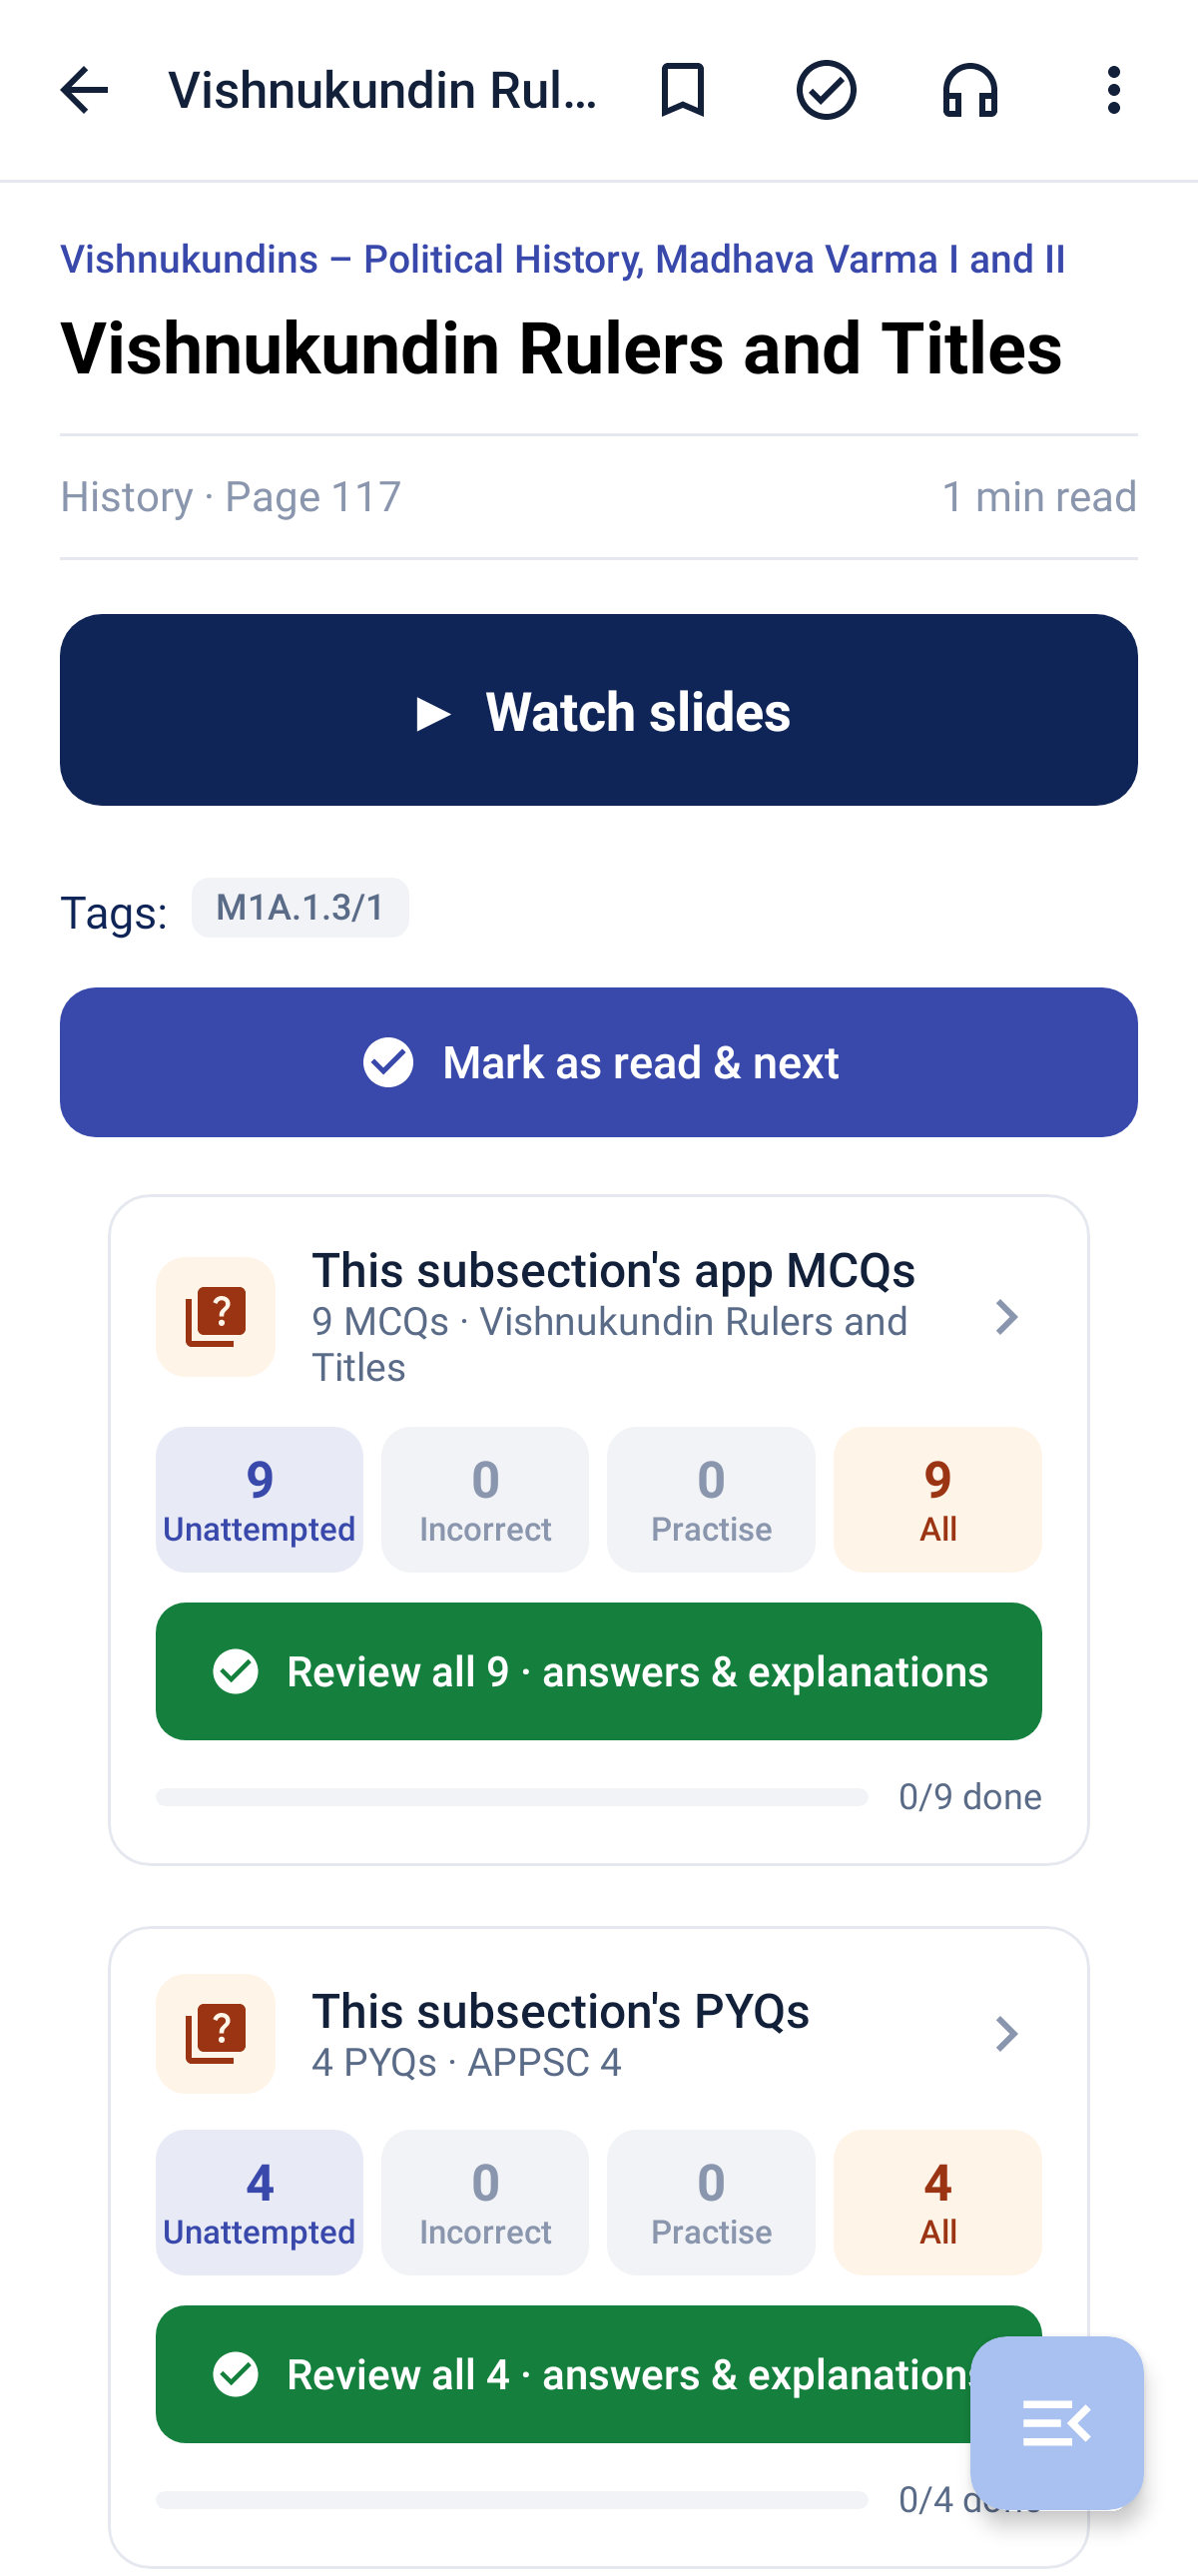 Vishnukundin Rul...
Vishnukundins – Political History, Madhava Varma I and II
Vishnukundin Rulers and Titles
History · Page 117
1 min read
Watch slides
Tags: M1A.1.3/1
Mark as read & next
This subsection's app MCQs
9 MCQs · Vishnukundin Rulers and
Titles
9
Unattempted
0
Incorrect
0
Practise
9
All
Review all 9 · answers & explanations
0/9 done
This subsection's PYQs
4 PYQs · APPSC 4
4
Unattempted
0
Incorrect
0
Practise
4
All
Review all 4 · answers & explanations
0/4 done